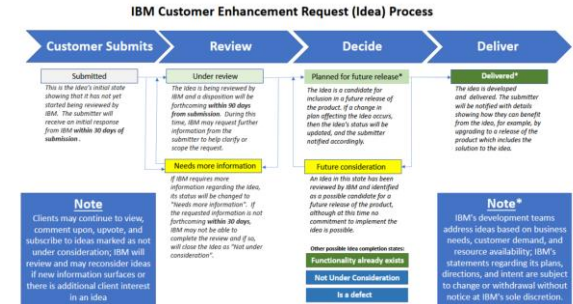 IBM Customer Enhancement Request (Idea) Process
Customer Submits
Review
Decide
Deliver
Submitted
This is the Idea's initial state
showing that it has not yet
started being reviewed by
IBM. The submitter will
receive an initial response
from IBM within 30 days of
submission.
Under review
The Idea is being reviewed by
IBM and a disposition will be
forthcoming within 90 days
from submission. During this
time, IBM may request further
information from the
submitter to help clarify or
scope the request.
Needs more information
If IBM requires more
information regarding the idea,
its status will be changed to
"Needs more information". If
the requested information is not
forthcoming within 30 days,
IBM may not be able to
complete the review and if so,
will close the Idea as "Not under
consideration".
Planned for future release*
The Idea is a candidate for
inclusion in a future release of
the product. If a change in
plan affecting the Idea occurs,
then the Idea's status will be
updated, and the submitter
notified accordingly.
Future consideration
An Idea in this state has been
reviewed by IBM and identified
as a possible candidate for a
future release of the product,
although at this time no
commitment to implement the
idea is possible.
Other possible idea completion states:
Functionality already exists
Not Under Consideration
Is a defect
Delivered*
The Idea is developed
and delivered. The submitter
will be notified with details
showing how they can benefit
from the idea, for example, by
upgrading to a release of the
product which includes the
solution to the idea.
Note
Clients may continue to view,
comment upon, upvote, and
subscribe to ideas marked as not
under consideration; IBM will
review and may reconsider ideas
if new information surfaces or
there is additional client interest
in an idea
Note*
IBM's development teams
address ideas based on business
needs, customer demand, and
resource availability; IBM's
statements regarding its plans,
directions, and intent are subject
to change or withdrawal without
notice at IBM's sole discretion.